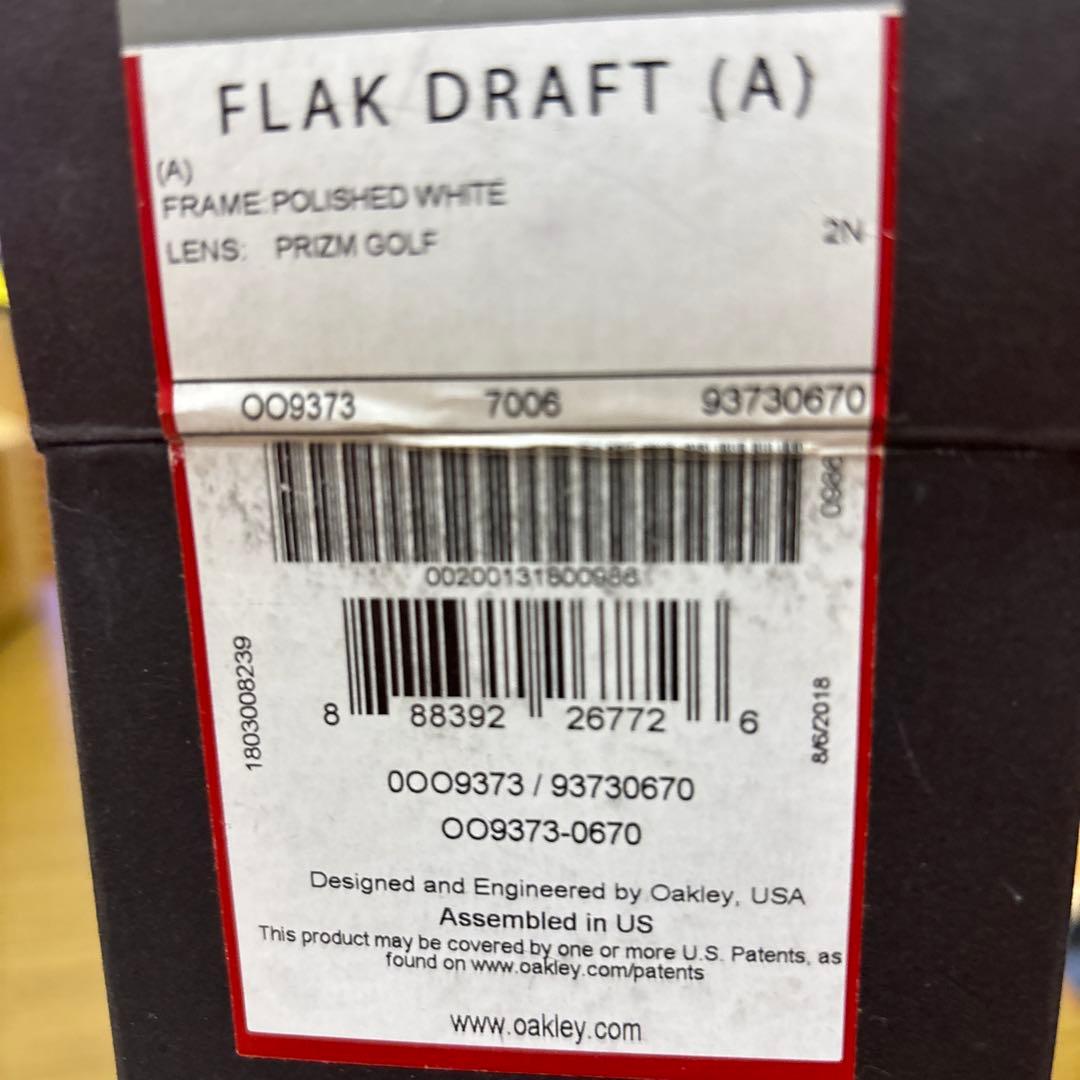 FLAK DRAFT (A)
(A)
FRAME:POLISHED WHITE
LENS: PRIZM GOLF 2N
OO9373 7006 93730670
0986
00200131800986
1803008239
8 88392 26772 6
8/6/2018
0OO9373 / 93730670
OO9373-0670
Designed and Engineered by Oakley, USA
Assembled in US
This product may be covered by one or more U.S. Patents, as
found on www.oakley.com/patents
www.oakley.com